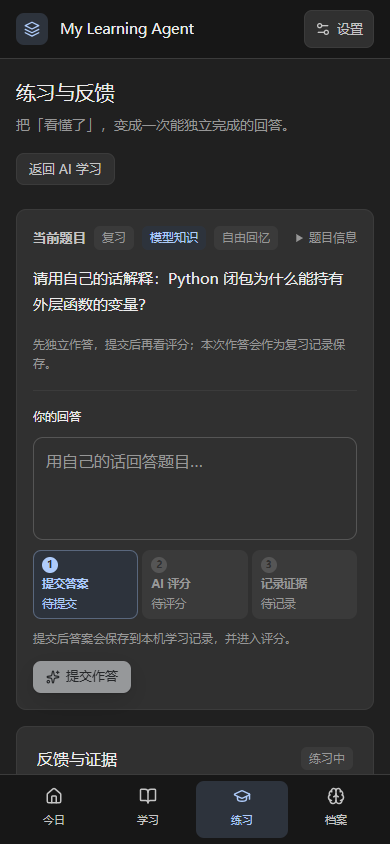 My Learning Agent
设置
练习与反馈
把「看懂了」，变成一次能独立完成的回答。
返回 AI 学习
当前题目 复习 模型知识 自由回忆 ▶ 题目信息
请用自己的话解释：Python 闭包为什么能持有
外层函数的变量？
先独立作答，提交后再看评分；本次作答会作为复习记录保
存。
你的回答
用自己的话回答题目...
1 2 3
提交答案 AI 评分 记录证据
待提交 待评分 待记录
提交后答案会保存到本机学习记录，并进入评分。
提交作答
反馈与证据 练习中
今日 学习 练习 档案